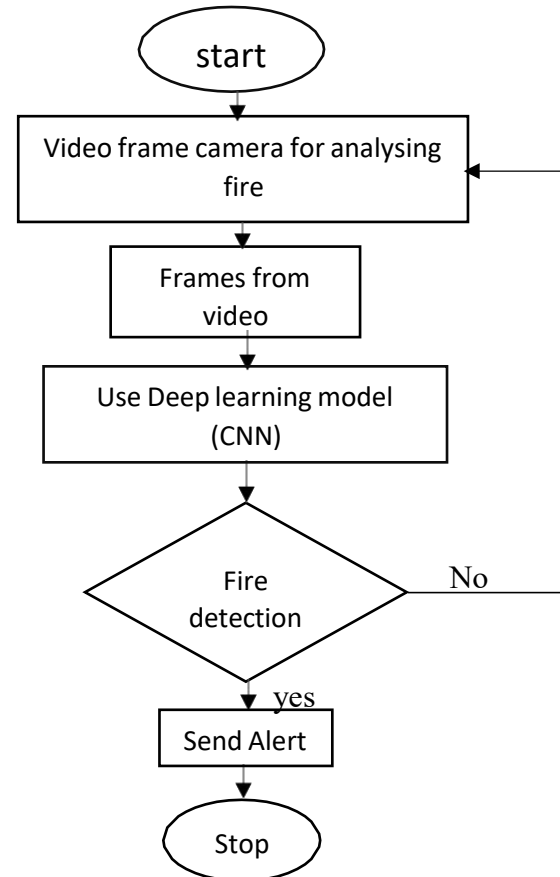 start
Video frame camera for analysing
fire
Frames from
video
Use Deep learning model
(CNN)
Fire
detection
No
yes
Send Alert
Stop